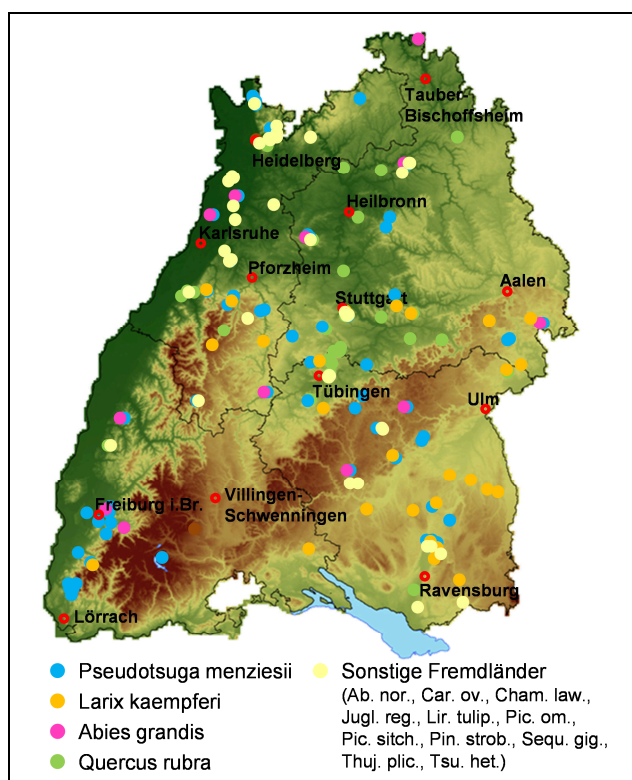 Tauber-
Bischoffsheim
Heidelberg
Heilbronn
Karlsruhe
Pforzheim
Aalen
Stuttgart
Tübingen
Ulm
Freiburg i.Br.
Villingen-
Schwenningen
Ravensburg
Lörrach
Pseudotsuga menziesii
Larix kaempferi
Abies grandis
Quercus rubra
Sonstige Fremdländer
(Ab. nor., Car. ov., Cham. law.,
Jugl. reg., Lir. tulip., Pic. om.,
Pic. sitch., Pin. strob., Sequ. gig.,
Thuj. plic., Tsu. het.)